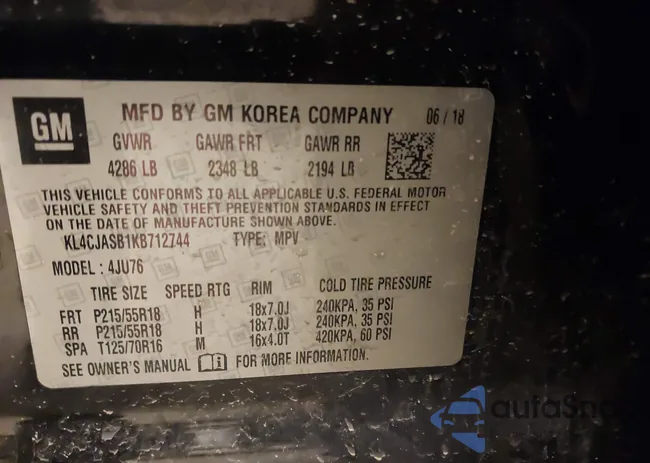 GM
MFD BY GM KOREA COMPANY 06 / 18
GVWR GAWR FRT GAWR RR
4286 LB 2348 LB 2194 LB
THIS VEHICLE CONFORMS TO ALL APPLICABLE U.S. FEDERAL MOTOR
VEHICLE SAFETY AND THEFT PREVENTION STANDARDS IN EFFECT
ON THE DATE OF MANUFACTURE SHOWN ABOVE.
KL4CJASB1KB712744 TYPE: MPV
MODEL : 4JU76
TIRE SIZE SPEED RTG RIM COLD TIRE PRESSURE
FRT P215/55R18 H 18x7.0J 240KPA, 35 PSI
RR P215/55R18 H 18x7.0J 240KPA, 35 PSI
SPA T125/70R16 M 16x4.0T 420KPA, 60 PSI
SEE OWNER'S MANUAL FOR MORE INFORMATION.